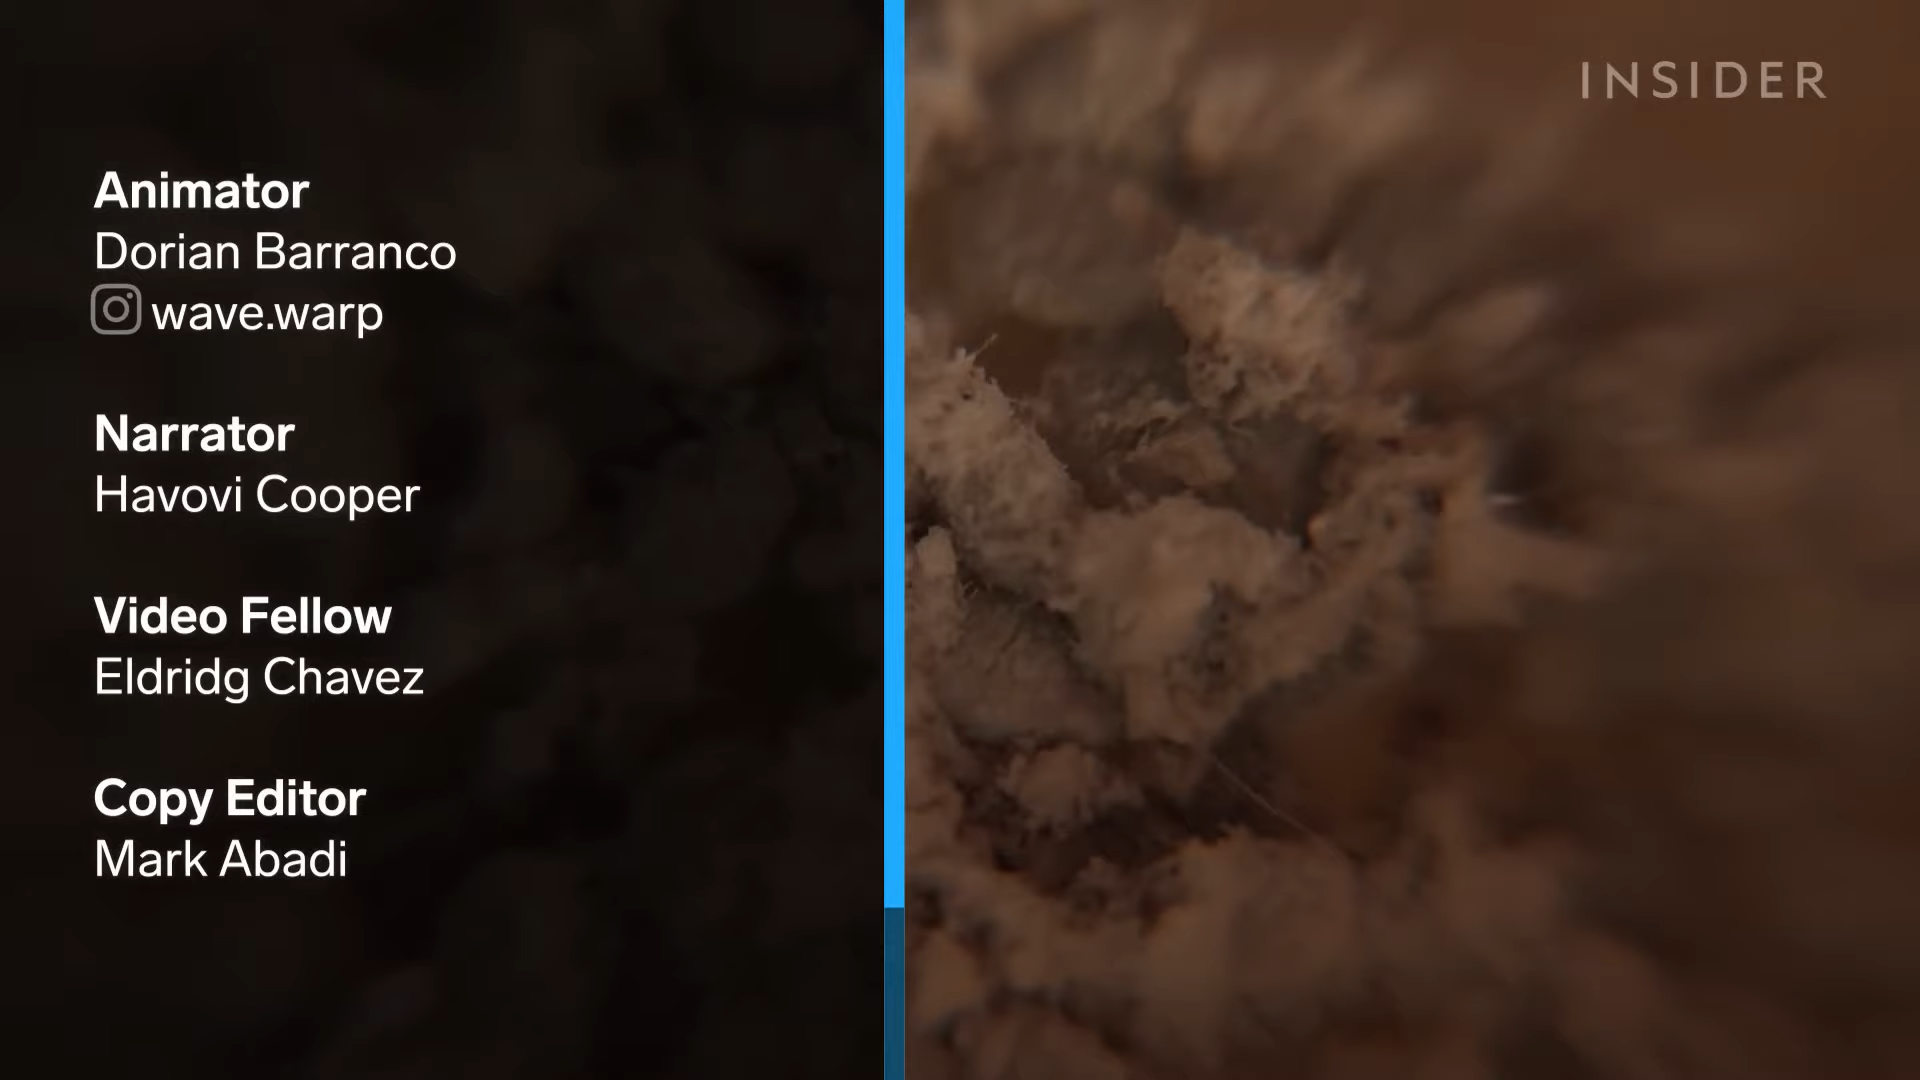 INSIDER
Animator
Dorian Barranco
wave.warp
Narrator
Havovi Cooper
Video Fellow
Eldridg Chavez
Copy Editor
Mark Abadi